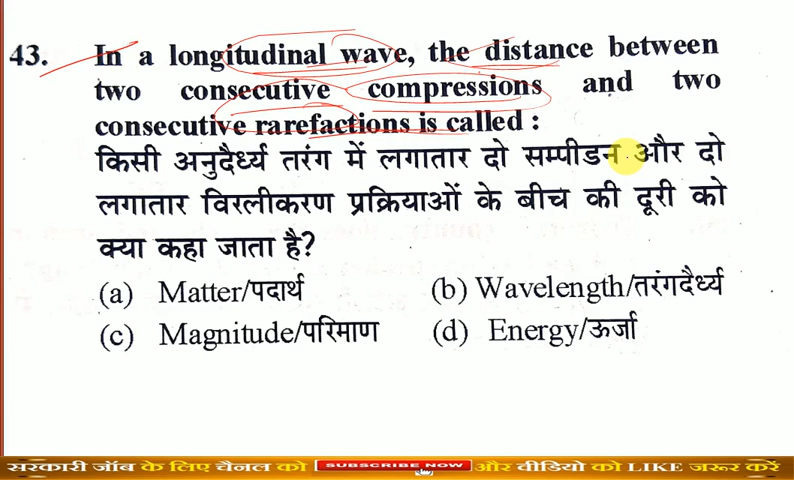 43. In a longitudinal wave, the distance between
two consecutive compressions and two
consecutive rarefactions is called :
किसी अनुदैर्ध्य तरंग में लगातार दो सम्पीडन और दो
लगातार विरलीकरण प्रक्रियाओं के बीच की दूरी को
क्या कहा जाता है?
(a) Matter/पदार्थ (b) Wavelength/तरंगदैर्ध्य
(c) Magnitude/परिमाण (d) Energy/ऊर्जा
सरकारी जॉब के लिए चैनल को SUBSCRIBE NOW और वीडियो को LIKE जरूर करें